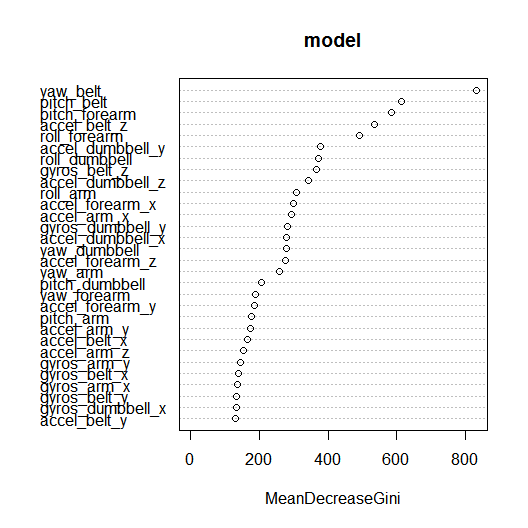 model
yaw_belt
pitch_belt
pitch_forearm
accel_belt_z
roll_forearm
accel_dumbbell_y
roll_dumbbell
gyros_belt_z
accel_dumbbell_z
roll_arm
accel_forearm_x
accel_arm_x
gyros_dumbbell_y
accel_dumbbell_x
yaw_dumbbell
accel_forearm_z
yaw_arm
pitch_dumbbell
yaw_forearm
accel_forearm_y
pitch_arm
accel_arm_y
accel_belt_x
accel_arm_z
gyros_arm_y
gyros_belt_x
gyros_arm_x
gyros_belt_y
gyros_dumbbell_x
accel_belt_y
0 200 400 600 800
MeanDecreaseGini